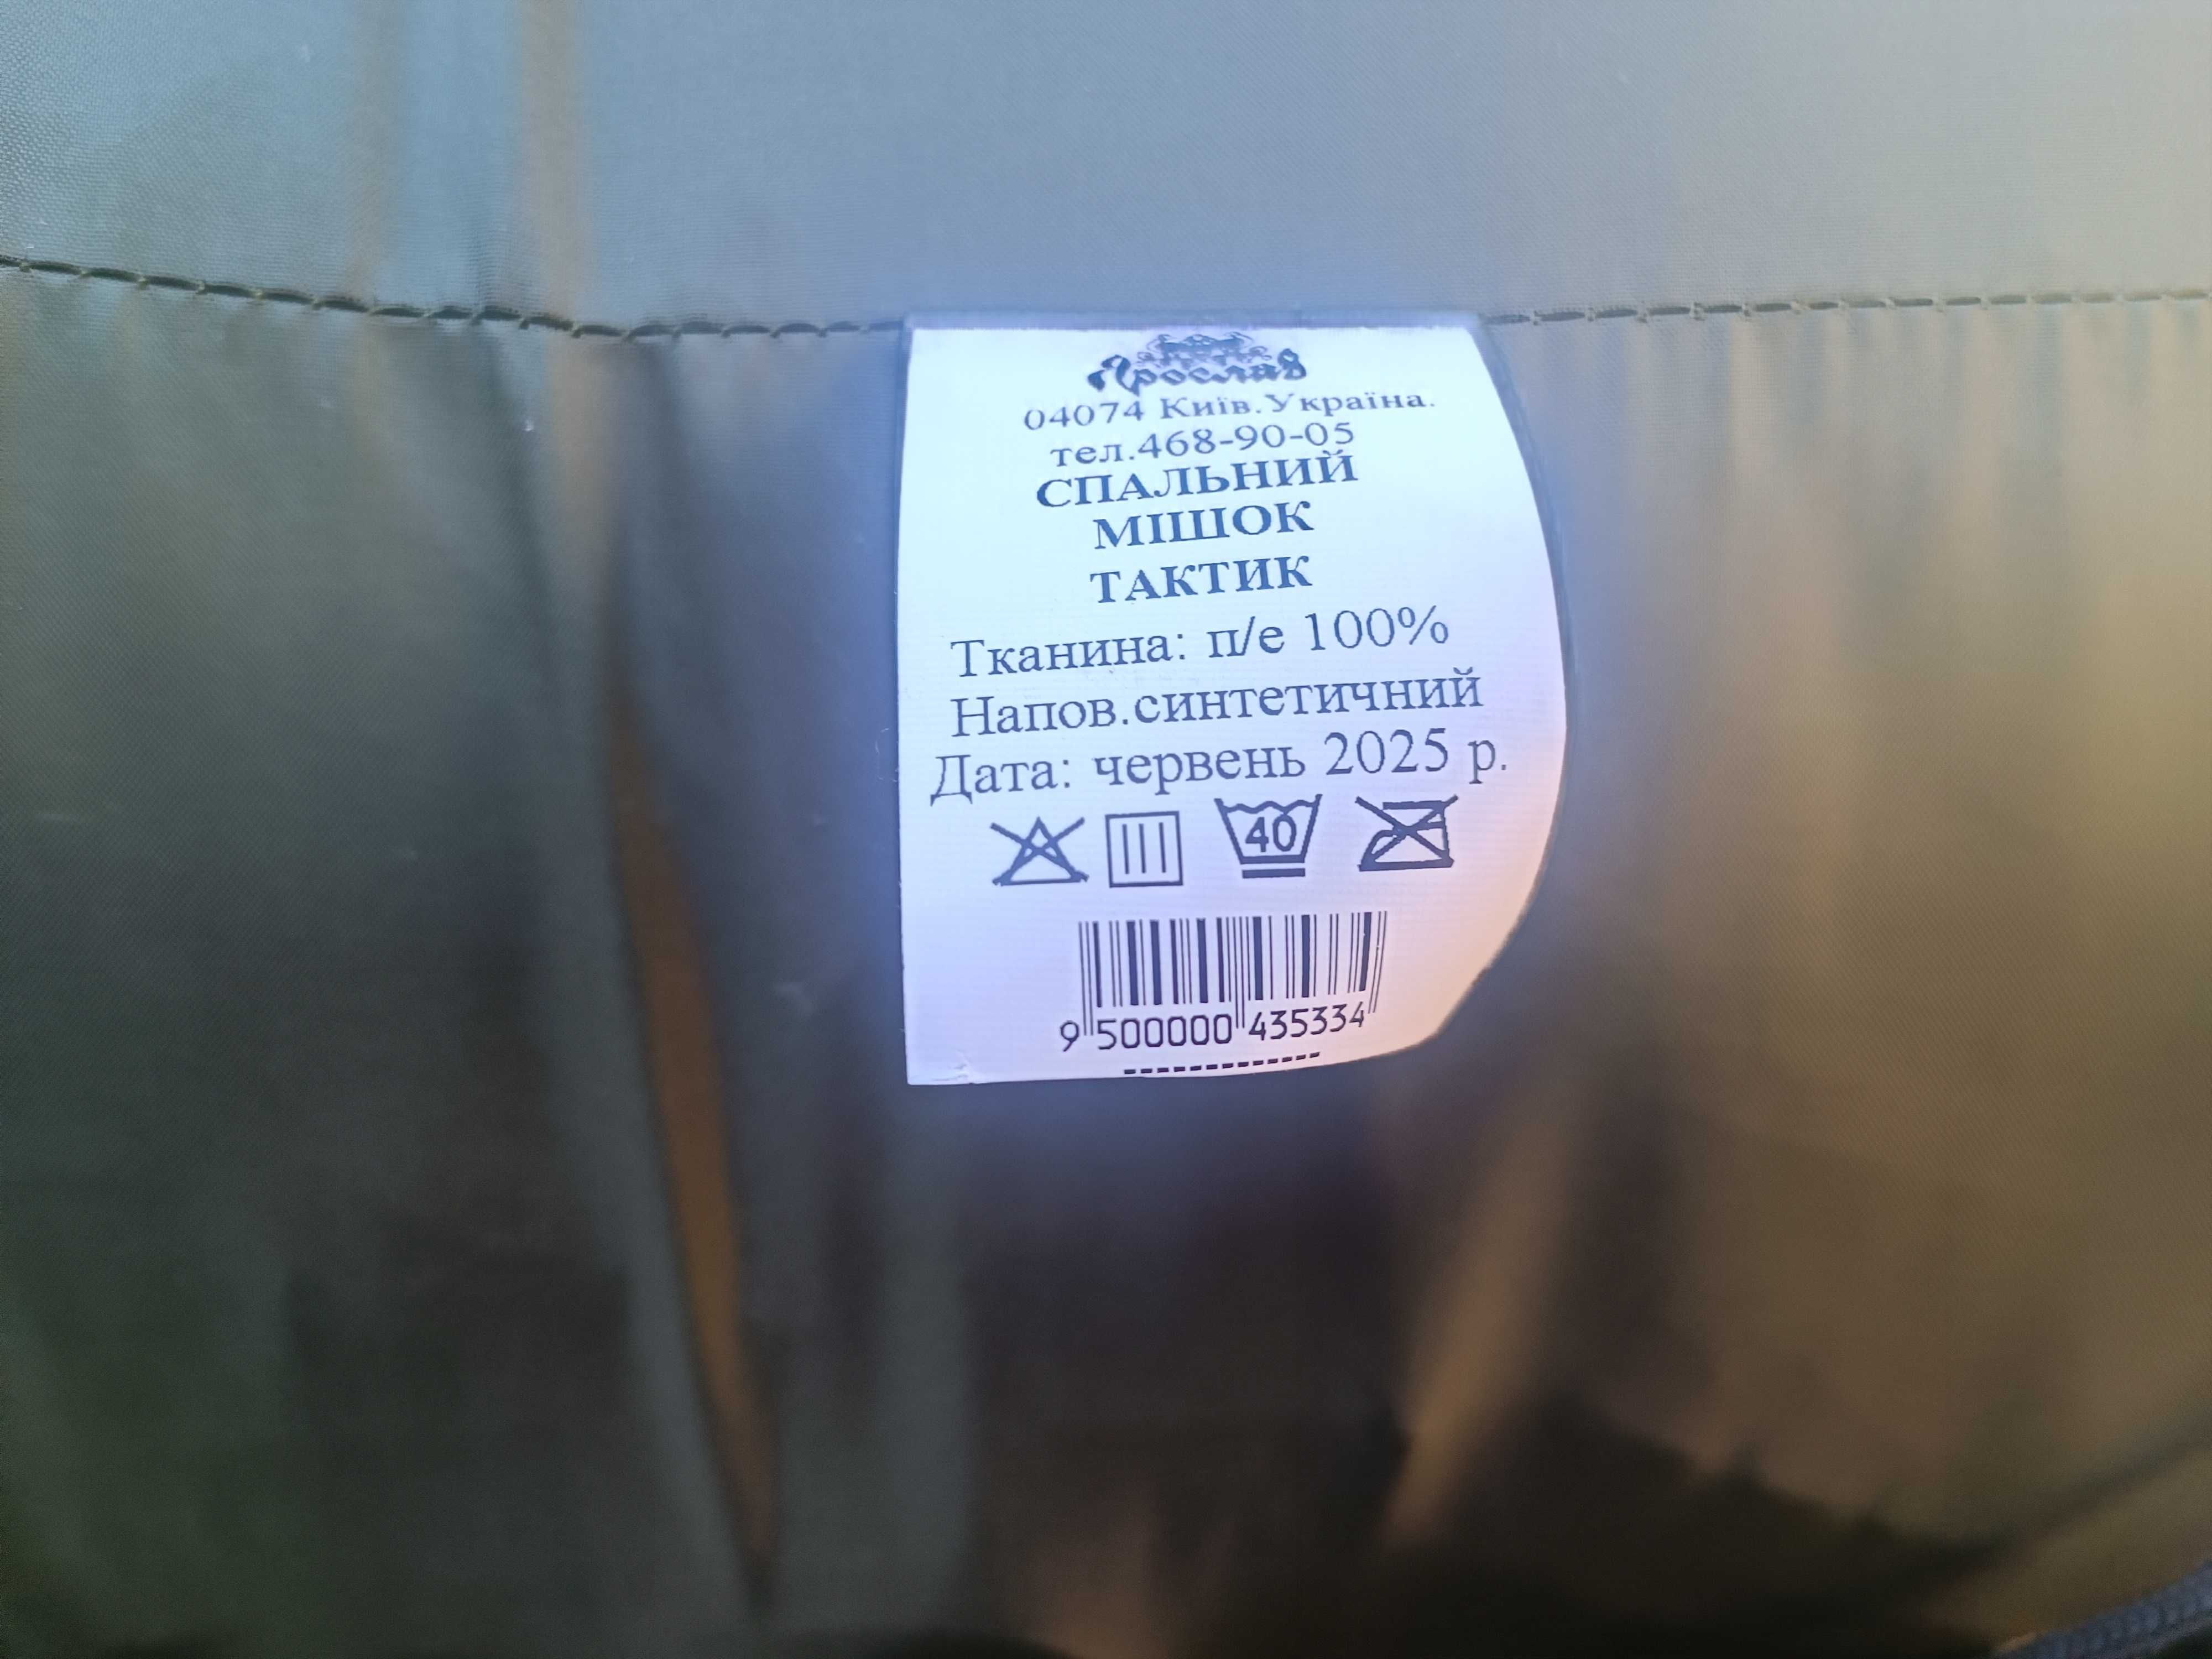 Ярослав
04074 Київ.Україна.
тел.468-90-05
СПАЛЬНИЙ
МІШОК
ТАКТИК
Тканина: п/е 100%
Напов.синтетичний
Дата: червень 2025 р.
40
9 500000 435334